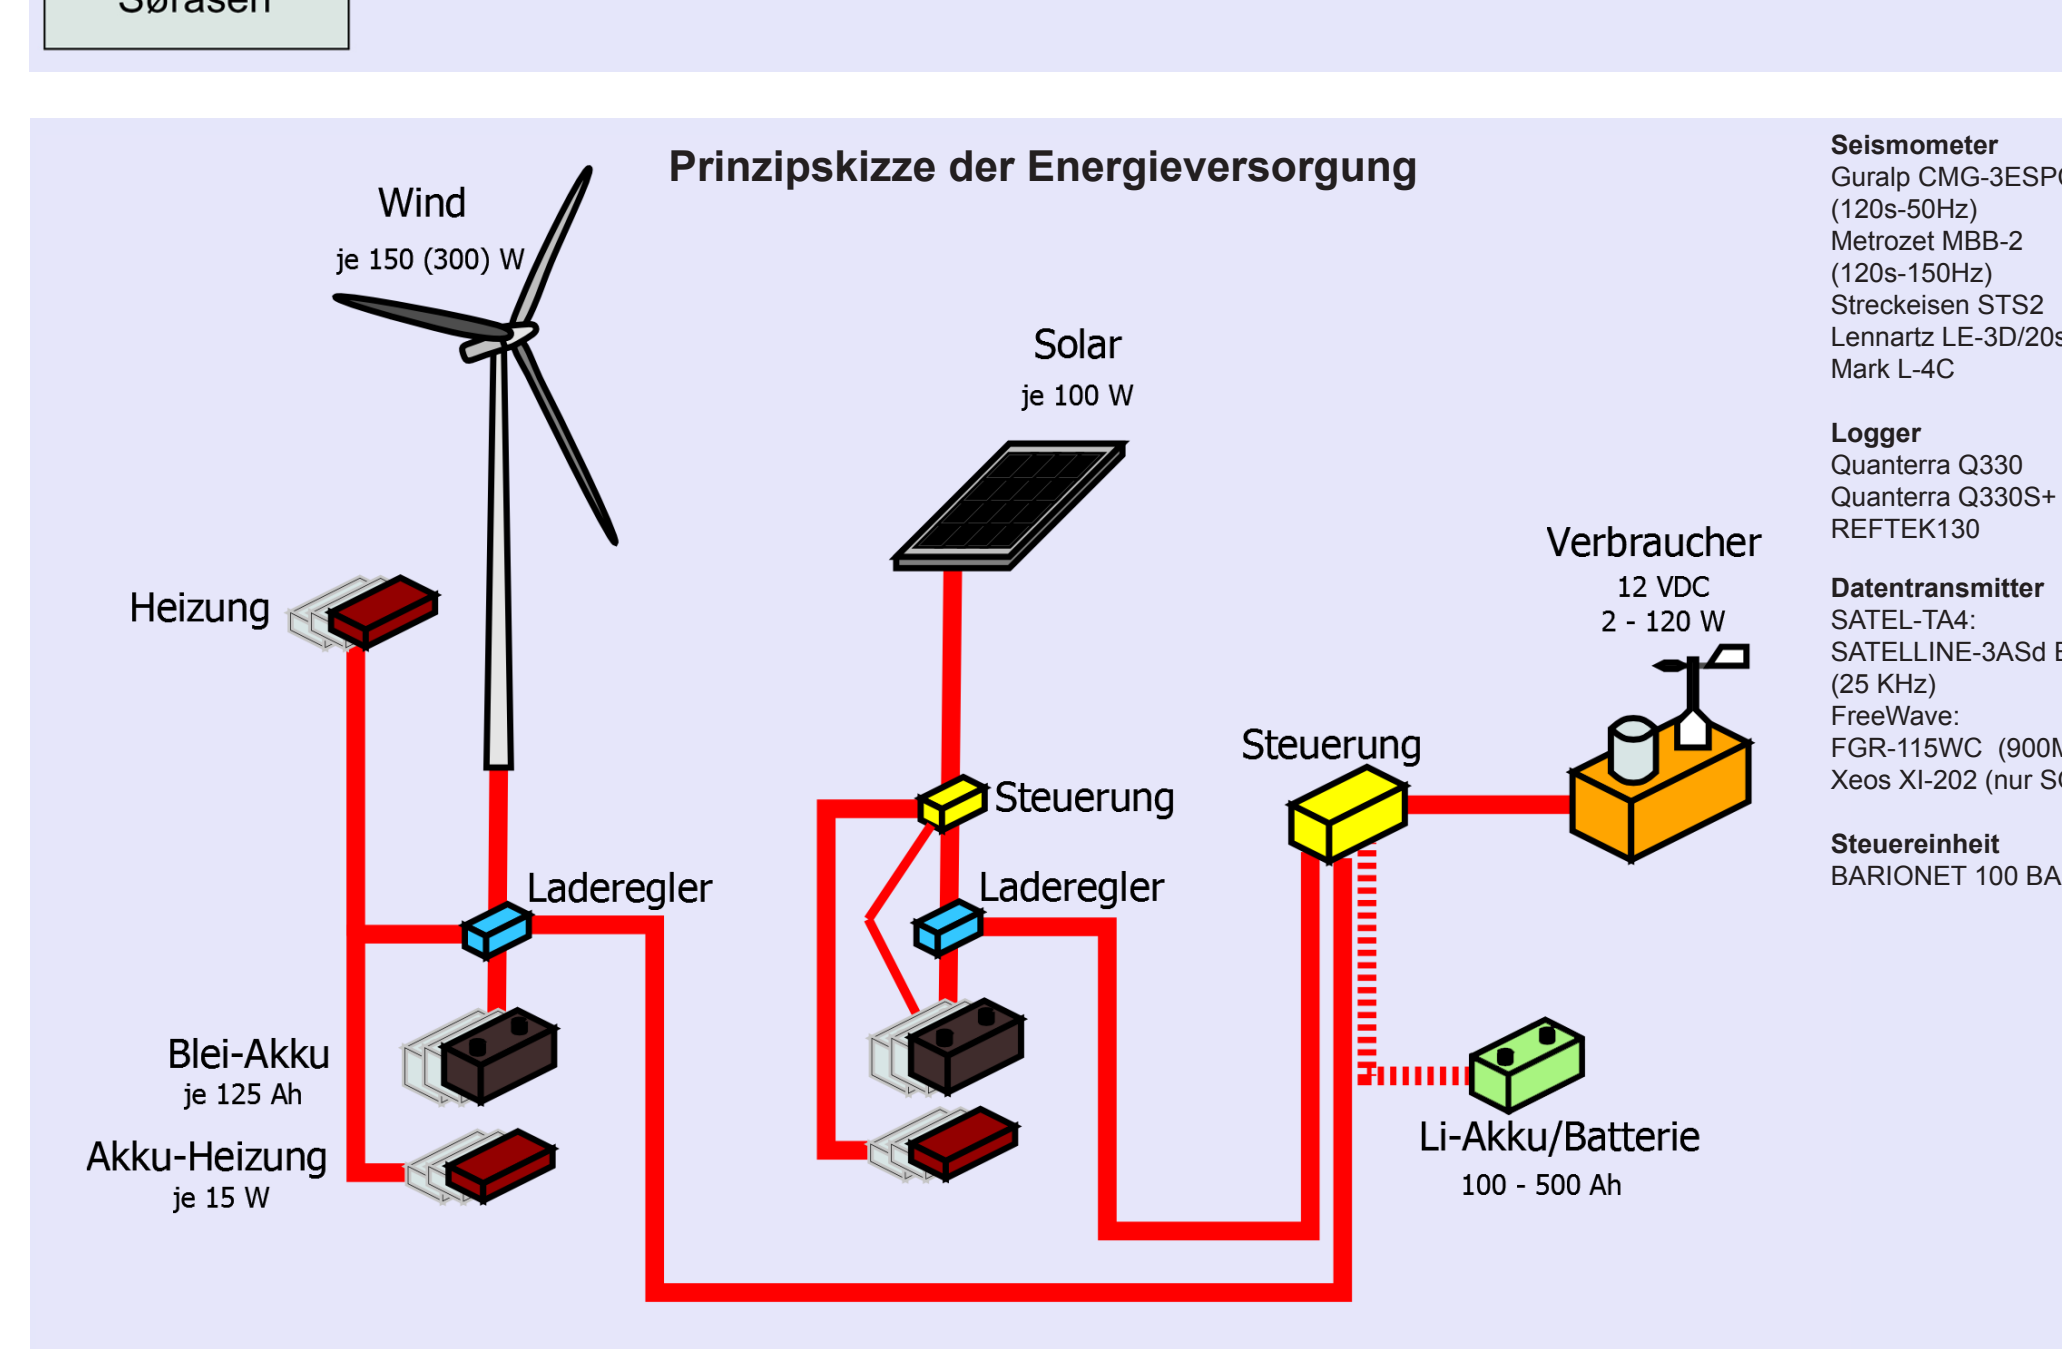 Sørasen
Prinzipskizze der Energieversorgung
Wind
je 150 (300) W
Solar
je 100 W
Heizung
Verbraucher
12 VDC
2 - 120 W
Steuerung
Steuerung
Laderegler
Laderegler
Blei-Akku
je 125 Ah
Akku-Heizung
je 15 W
Li-Akku/Batterie
100 - 500 Ah
Seismometer
Guralp
(120s-50Hz)
Metrozet MBB-2
(120s-150Hz)
Streckeisen STS2
Lennartz LE-3D/20s
Mark L-4C
Logger
Quanterra Q330
Quanterra Q330S+
REFTEK130
Datentransmitter
SATEL-TA4:
SATELLINE-3ASd
(25 KHz)
FreeWave:
FGR-115WC
Xeos XI-202 (nur
Steuereinheit
BARIONET 100